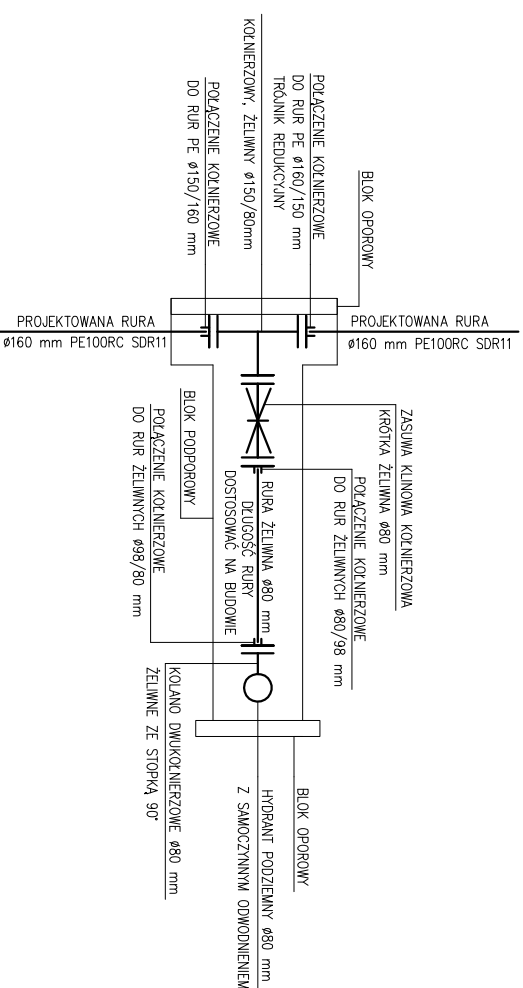 BLOK OPOROWY
POŁĄCZENIE KOŁNIERZOWE
DO RUR PE ø160/150 mm
TRÓJNIK REDUKCYJNY
KOŁNIERZOWY, ŻELIWNY ø150/80mm
POŁĄCZENIE KOŁNIERZOWE
DO RUR PE ø150/160 mm
PROJEKTOWANA RURA
ø160 mm PE100RC SDR11
PROJEKTOWANA RURA
ø160 mm PE100RC SDR11
ZASUWA KLINOWA KOŁNIERZOWA
KRÓTKA ŻELIWNA ø80 mm
POŁĄCZENIE KOŁNIERZOWE
DO RUR ŻELIWNYCH ø80/98 mm
RURA ŻELIWNA ø80 mm
DŁUGOŚĆ RURY
DOSTOSOWAĆ NA BUDOWIE
BLOK PODPOROWY
POŁĄCZENIE KOŁNIERZOWE
DO RUR ŻELIWNYCH ø98/80 mm
KOLANO DWUKOŁNIERZOWE ø80 mm
ŻELIWNE ZE STOPKĄ 90°
BLOK OPOROWY
HYDRANT PODZIEMNY ø80 mm
Z SAMOCZYNNYM ODWODNIENIEM